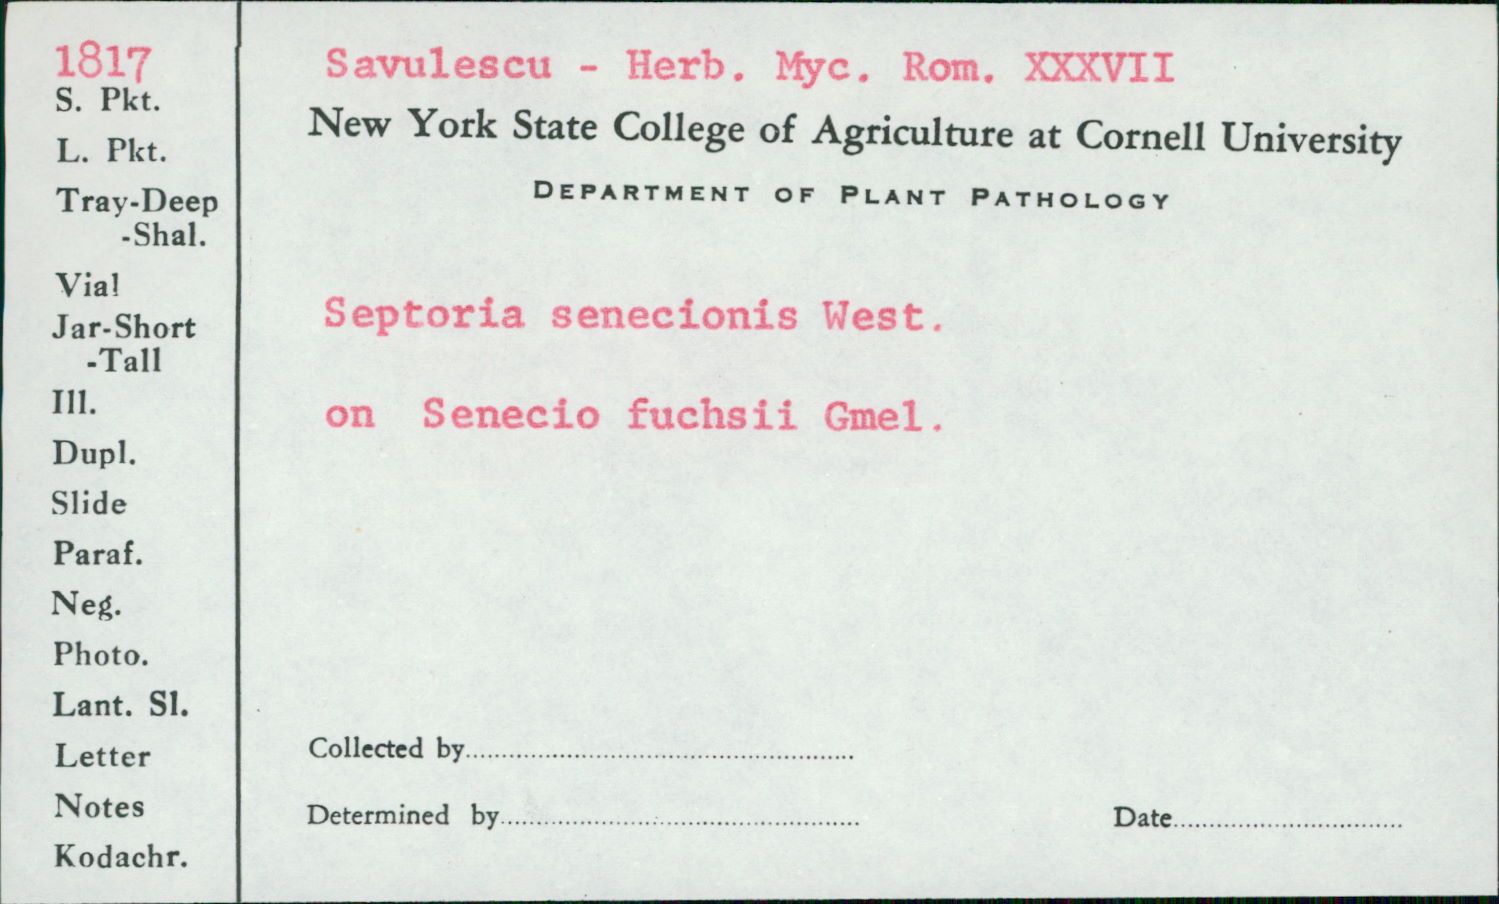 1817
S. Pkt.
L. Pkt.
Tray-Deep
-Shal.
Vial
Jar-Short
-Tall
Ill.
Dupl.
Slide
Paraf.
Neg.
Photo.
Lant. Sl.
Letter
Notes
Kodachr.
Savulescu - Herb. Myc. Rom. XXXVII
New York State College of Agriculture at Cornell University
DEPARTMENT OF PLANT PATHOLOGY
Septoria senecionis West.
on Senecio fuchsii Gmel.
Collected by
Determined by
Date